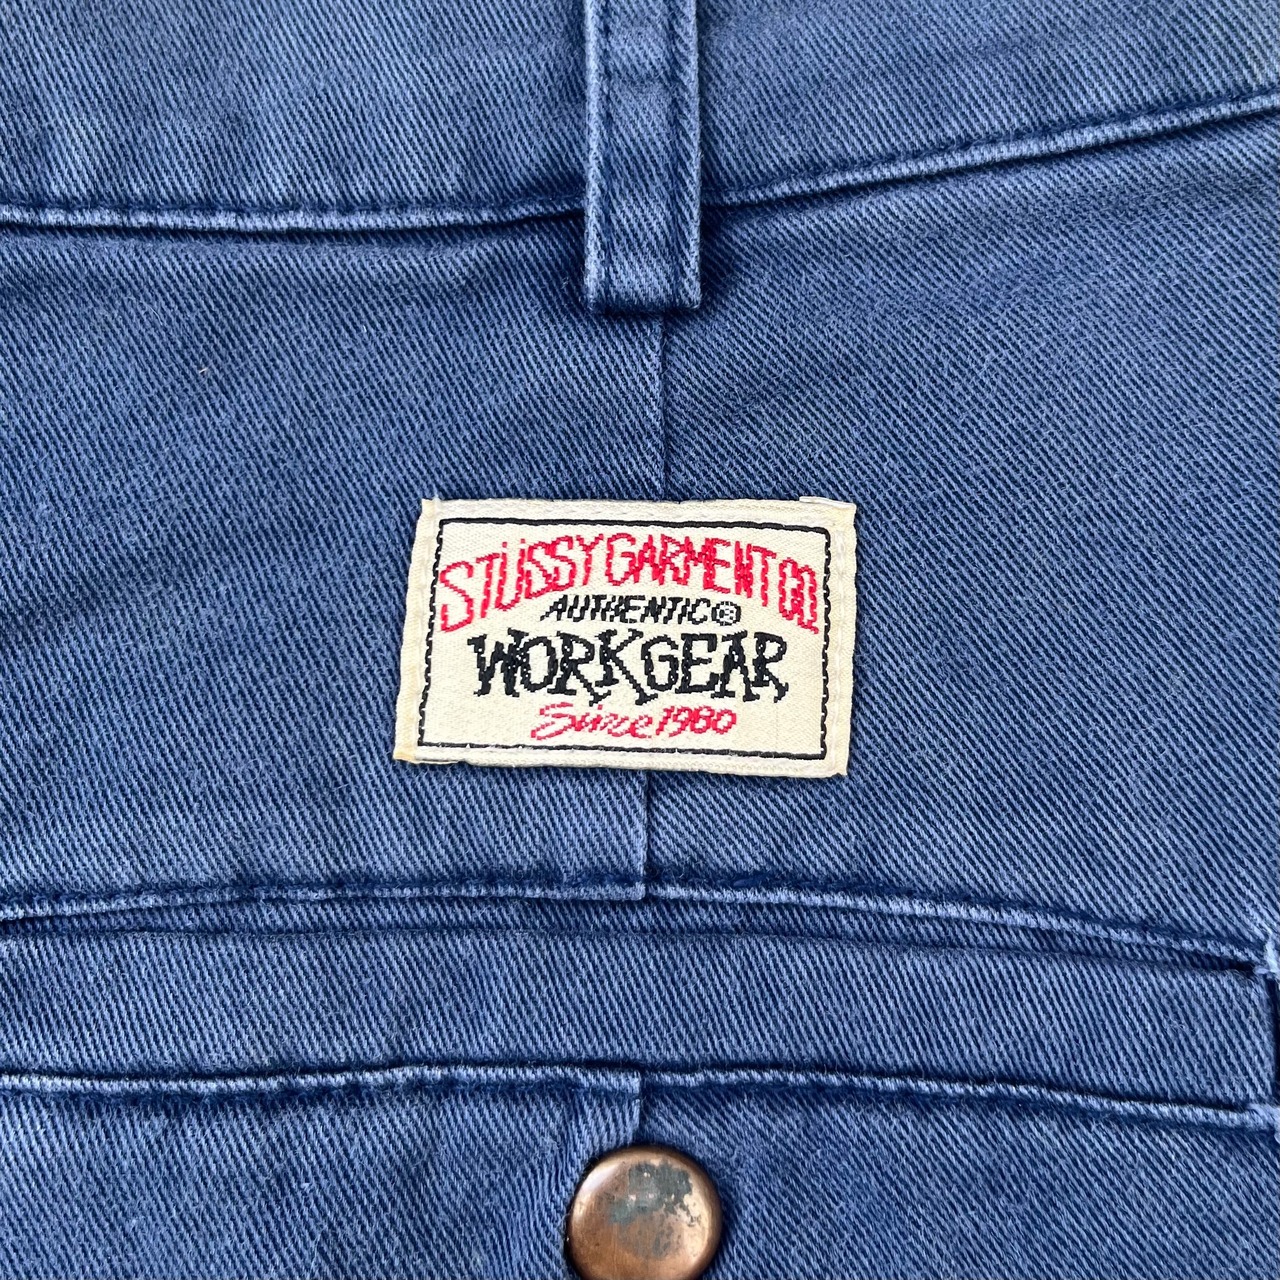 STÜSSY GARMENT CO.
AUTHENTIC®
WORKGEAR
Since 1980